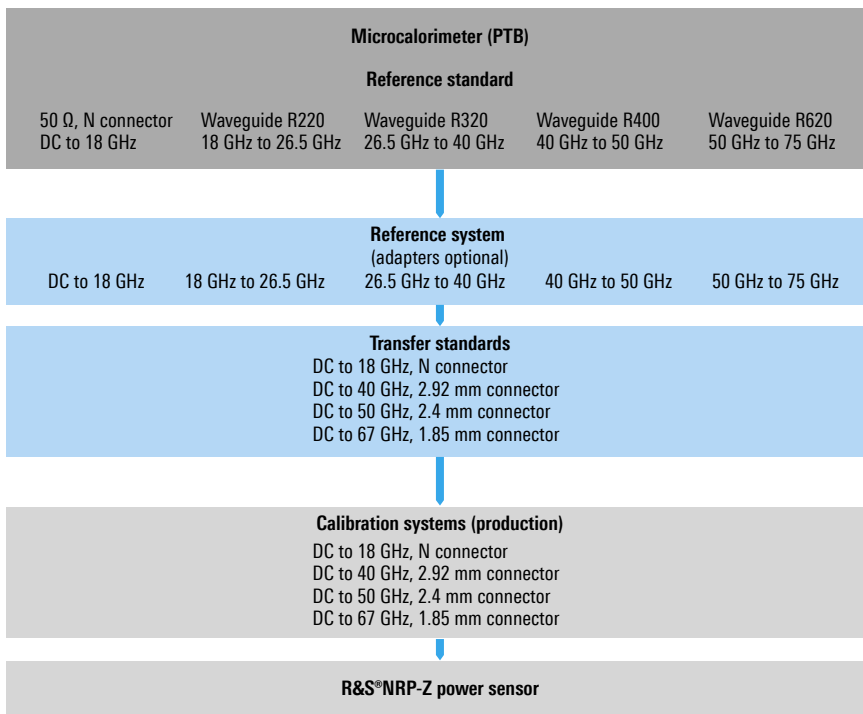 Microcalorimeter (PTB)
Reference standard
50 Ω, N connector Waveguide R220 Waveguide R320 Waveguide R400 Waveguide R620
DC to 18 GHz 18 GHz to 26.5 GHz 26.5 GHz to 40 GHz 40 GHz to 50 GHz 50 GHz to 75 GHz
Reference system
(adapters optional)
DC to 18 GHz 18 GHz to 26.5 GHz 26.5 GHz to 40 GHz 40 GHz to 50 GHz 50 GHz to 75 GHz
Transfer standards
DC to 18 GHz, N connector
DC to 40 GHz, 2.92 mm connector
DC to 50 GHz, 2.4 mm connector
DC to 67 GHz, 1.85 mm connector
Calibration systems (production)
DC to 18 GHz, N connector
DC to 40 GHz, 2.92 mm connector
DC to 50 GHz, 2.4 mm connector
DC to 67 GHz, 1.85 mm connector
R&S®NRP-Z power sensor